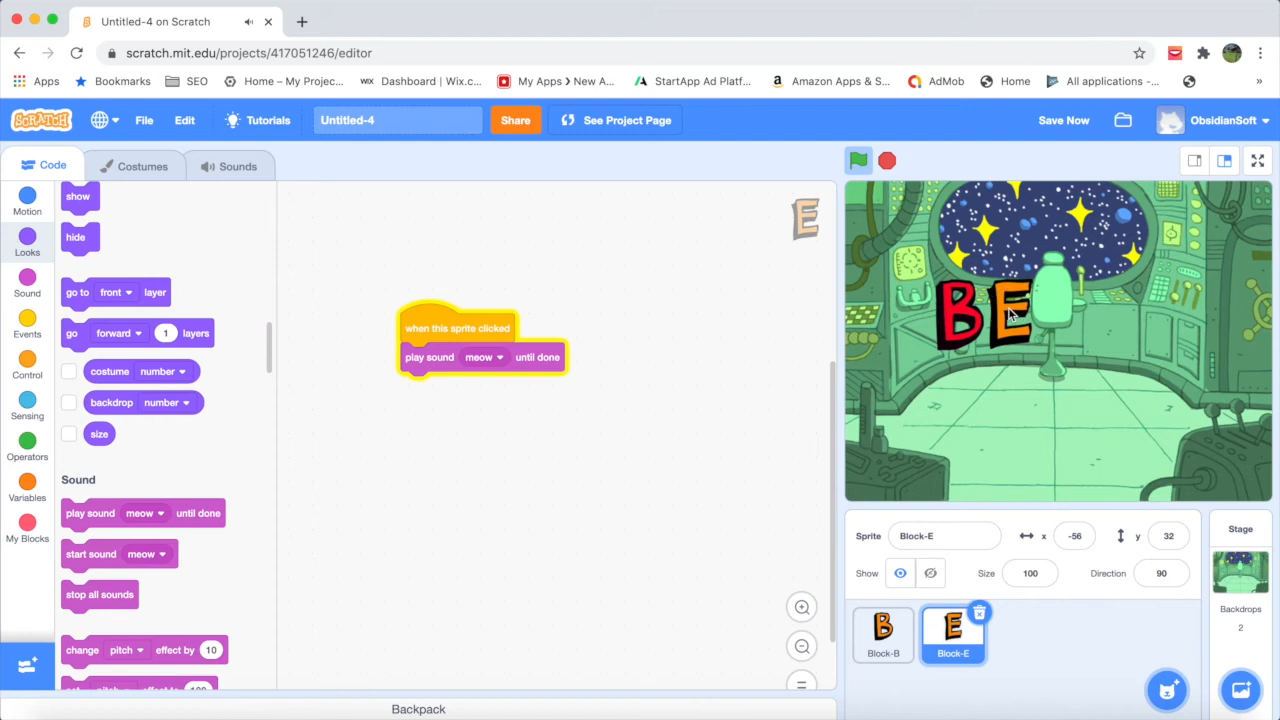 Untitled-4 on Scratch
scratch.mit.edu/projects/417051246/editor
Apps Bookmarks SEO Home – My Projec... WIX Dashboard | Wix.c... My Apps › New A... StartApp Ad Platf... Amazon Apps & S... AdMob Home All applications -... »
SCRATCH File Edit Tutorials Untitled-4 Share See Project Page Save Now ObsidianSoft
Code Costumes Sounds
Motion
Looks
Sound
Events
Control
Sensing
Operators
Variables
My Blocks
show
hide
go to front layer
go forward 1 layers
costume number
backdrop number
size
Sound
play sound meow until done
start sound meow
stop all sounds
change pitch effect by 10
E
when this sprite clicked
play sound meow until done
BE
Sprite Block-E x -56 y 32
Show Size 100 Direction 90
B
Block-B
E
Block-E
Stage
Backdrops
2
Backpack